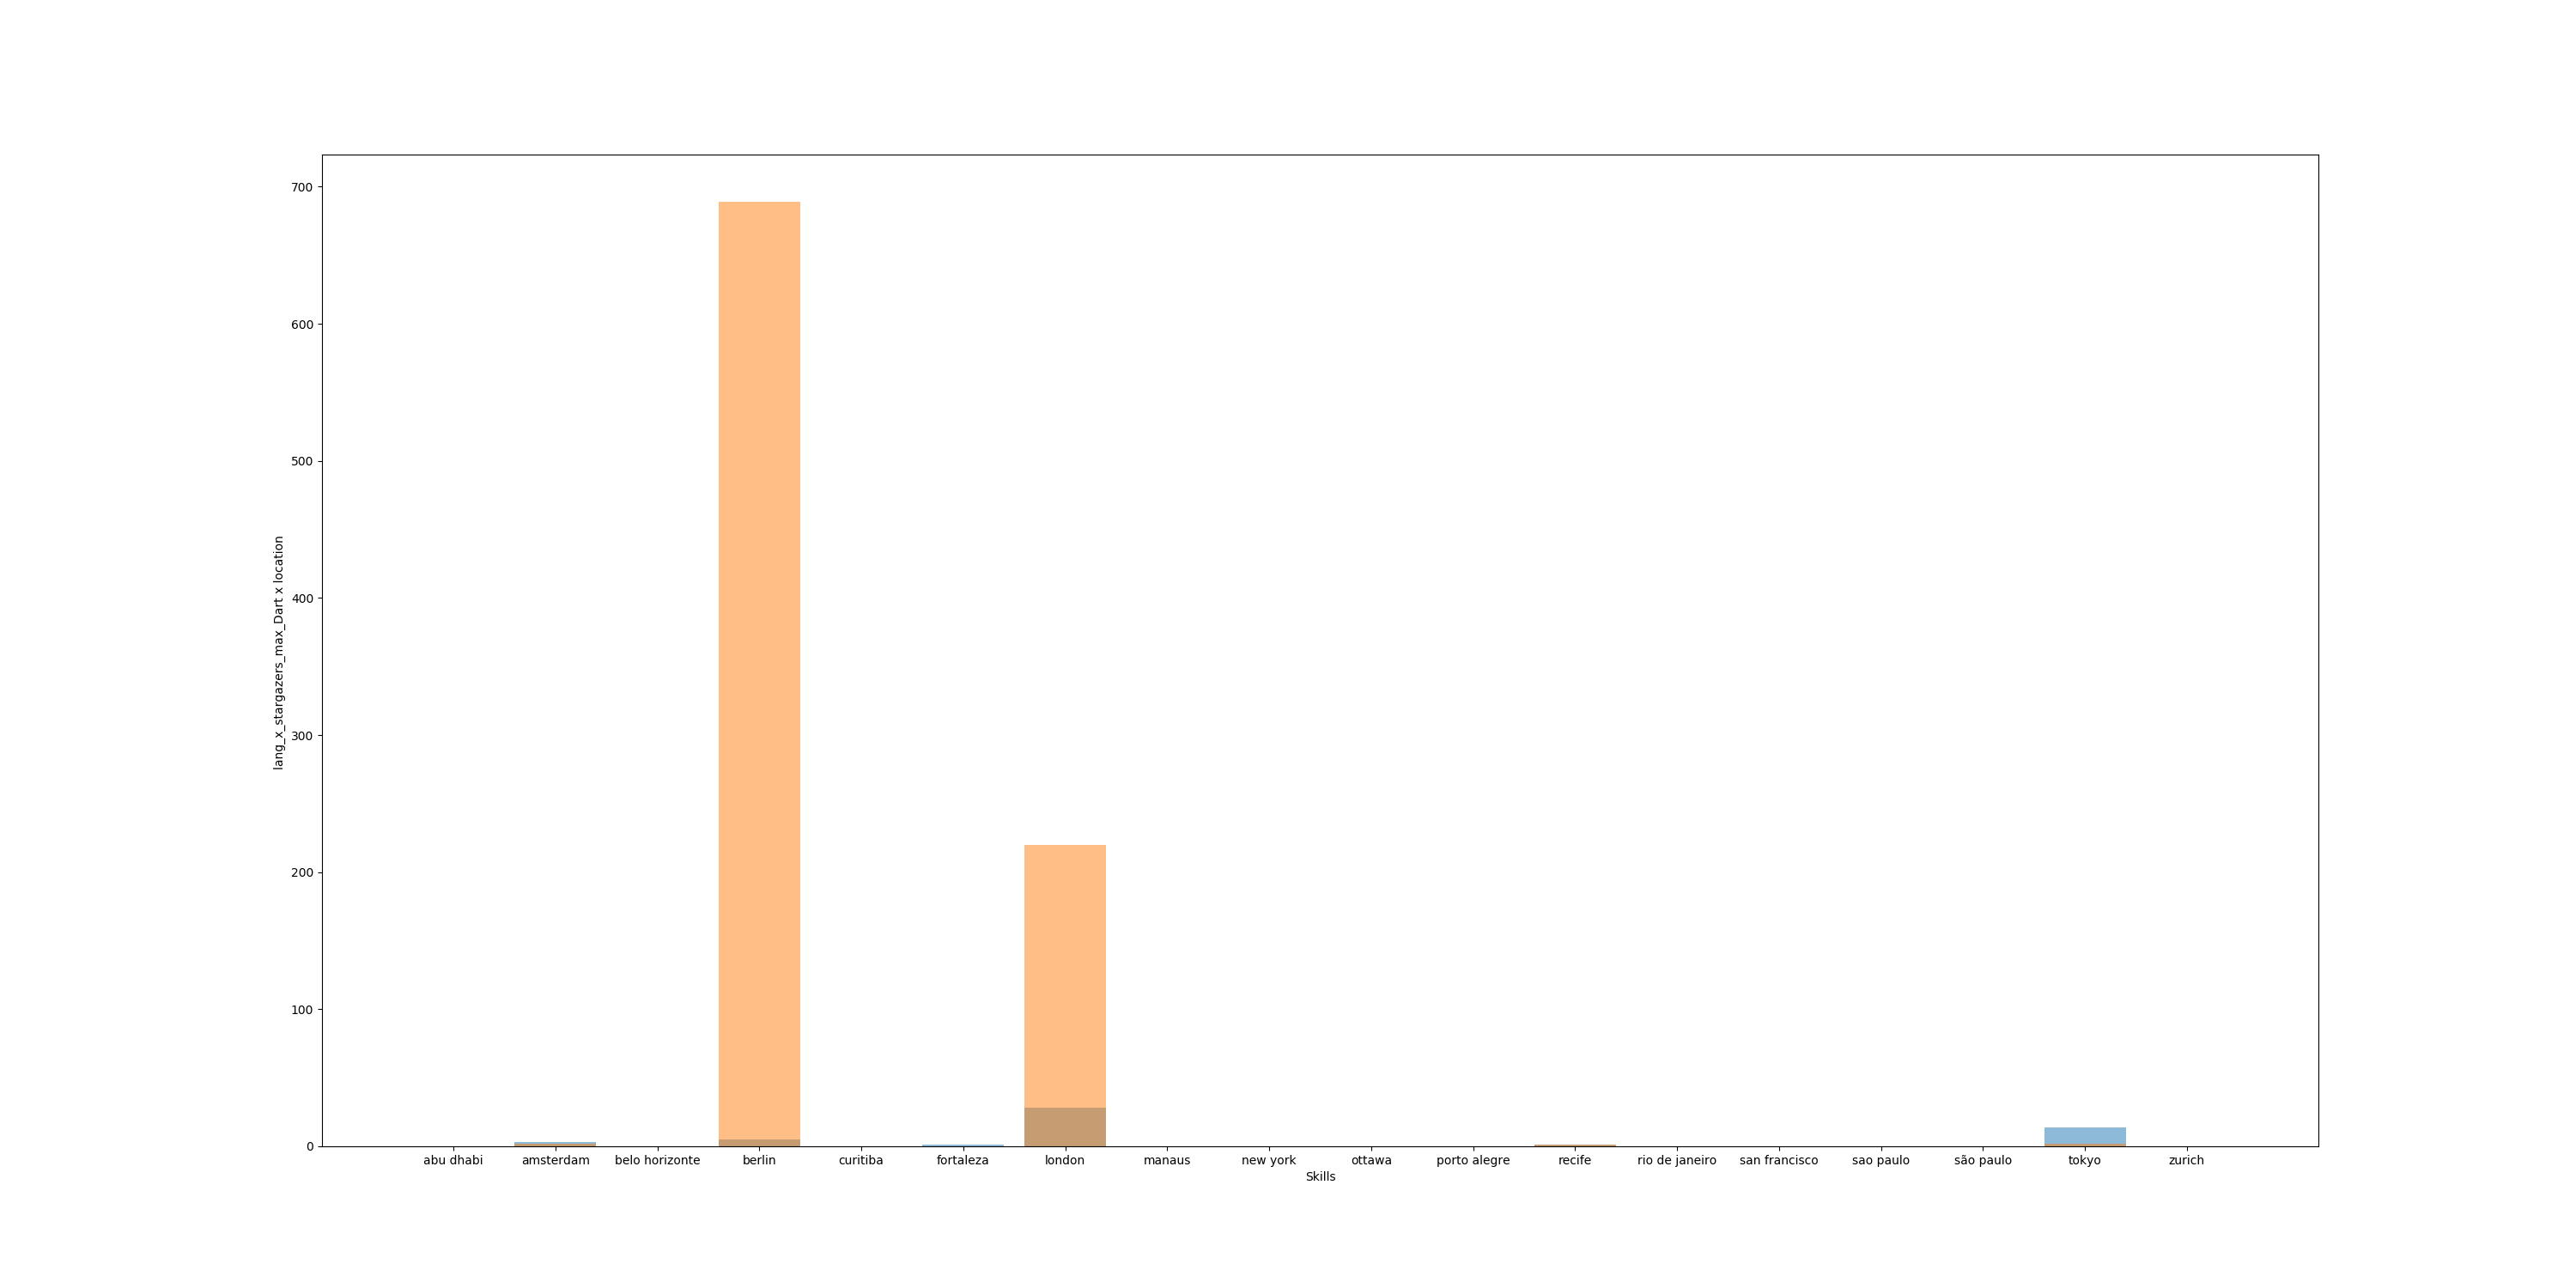 700
600
500
400
300
200
100
0
lang_x_stargazers_max_Dart x location
abu dhabi amsterdam belo horizonte berlin curitiba fortaleza london manaus new york ottawa porto alegre recife rio de janeiro san francisco sao paulo são paulo tokyo zurich
Skills